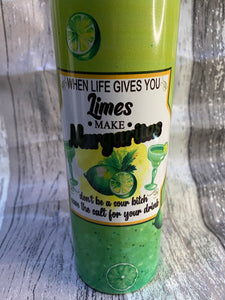 WHEN LIFE GIVES YOU
Limes
• MAKE •
Margaritas
don't be a sour bitch
save the salt for your drink